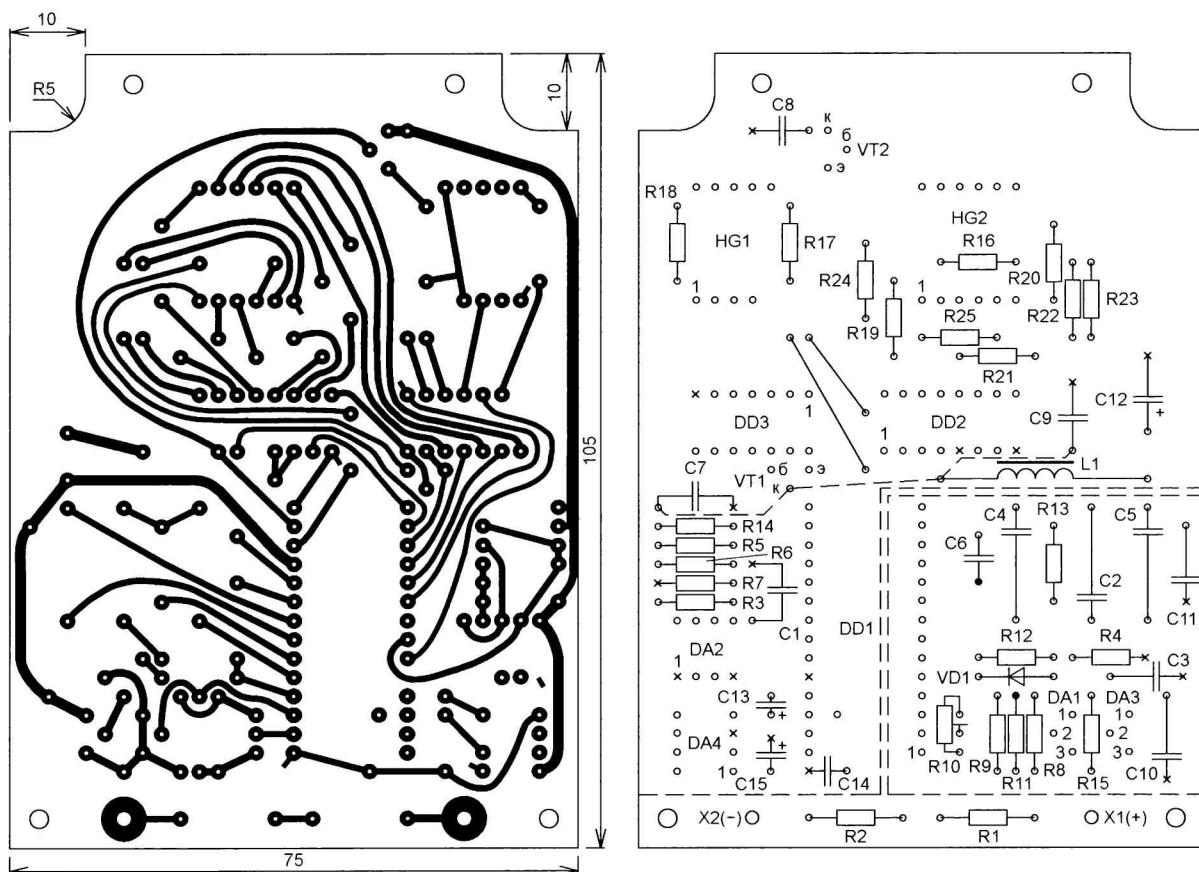 10
R5
10
105
75
C8
к
б
VT2
э
R18
HG1
R17
HG2
R16
R24
R20
R22
R23
1
1
R19
R25
R21
C12
+
1
DD3
1
DD2
C9
L1
C7
VT1
б
э
к
R14
R5
R6
R7
R3
C1
C4
R13
C5
C6
C2
C11
DD1
DA2
R12
R4
C3
1
VD1
C13
+
DA1
DA3
1
1
DA4
2
2
+
1
3
3
C15
C14
1
R10
R9
R11
R8
R15
C10
X2(–)
R2
R1
X1(+)